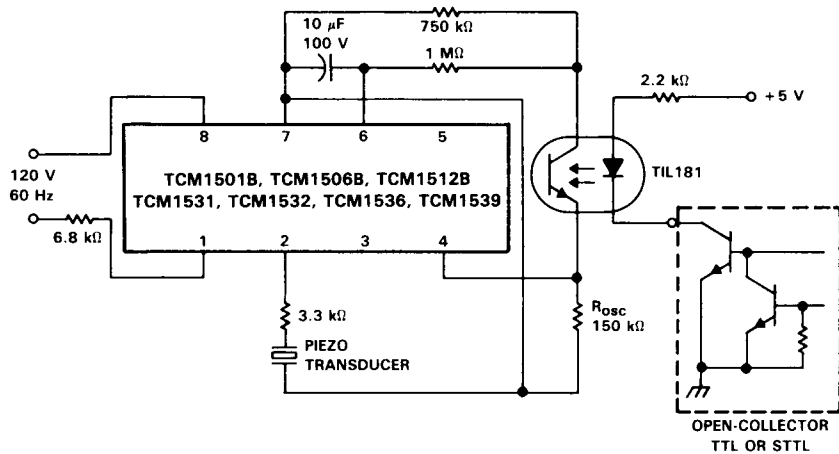 750 kΩ
10 μF
100 V
1 MΩ
2.2 kΩ
+5 V
8
7
6
5
120 V
60 Hz
TCM1501B, TCM1506B, TCM1512B
TCM1531, TCM1532, TCM1536, TCM1539
TIL181
6.8 kΩ
1
2
3
4
3.3 kΩ
PIEZO
TRANSDUCER
Rosc
150 kΩ
OPEN-COLLECTOR
TTL OR STTL